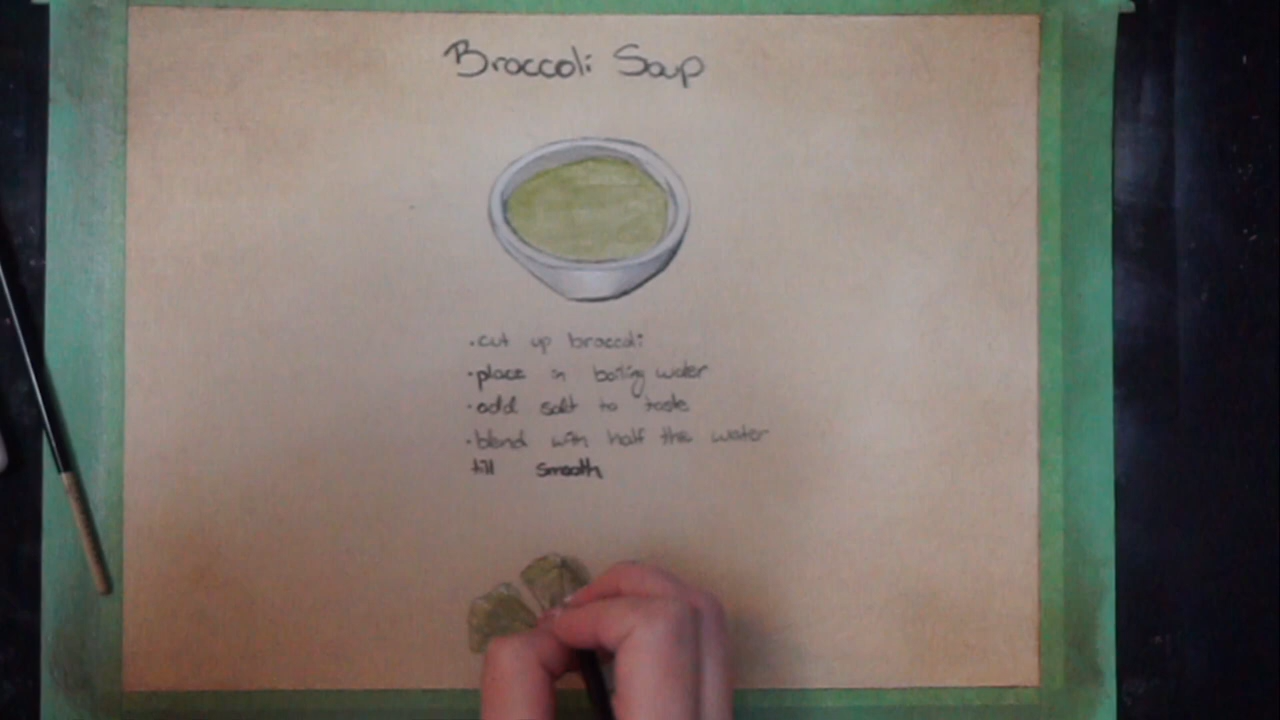 Broccoli Soup
·cut up broccoli
·place in boiling water
·add salt to taste
·blend with half the water
till smooth